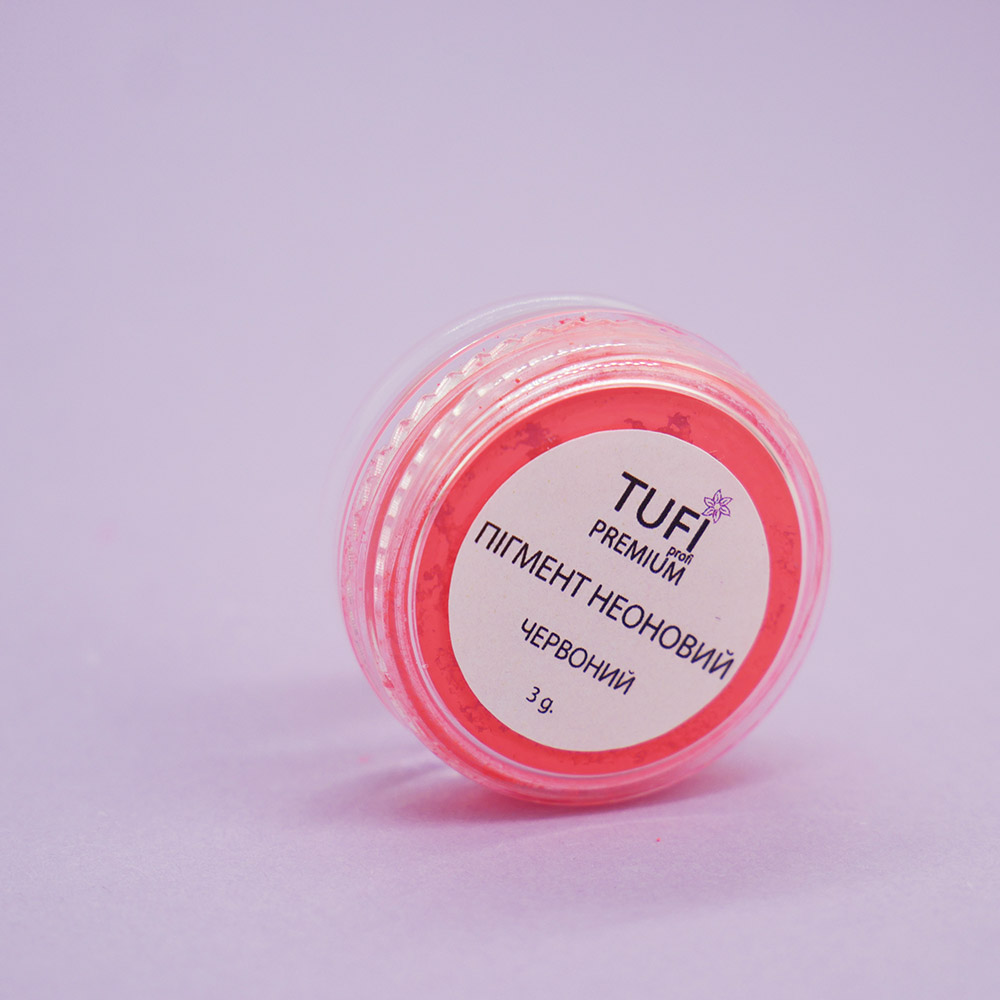 TUFI
profi
PREMIUM
ПІГМЕНТ НЕОНОВИЙ
ЧЕРВОНИЙ
3 g.